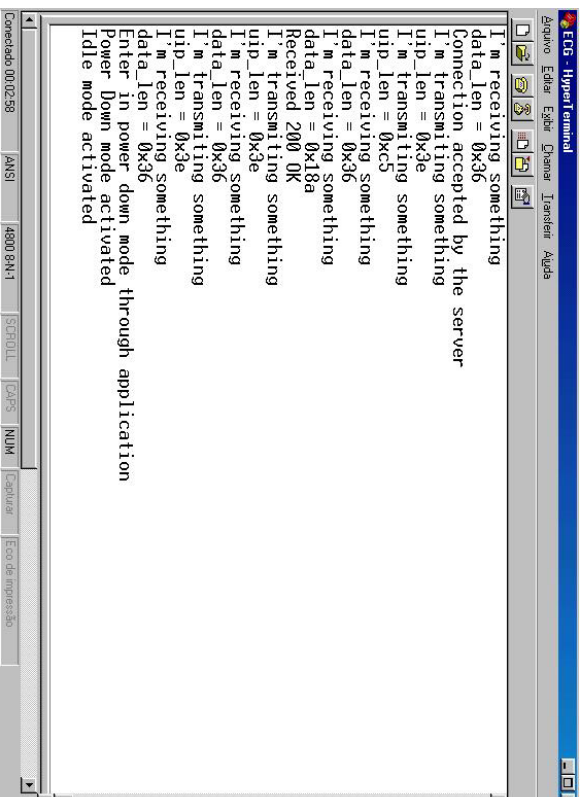 ECG - HyperTerminal
Arquivo Editar Exibir Chamar Transferir Ajuda
I'm receiving something
data_len = 0x36
Connection accepted by the server
I'm transmiting something
uip_len = 0x3e
I'm transmiting something
uip_len = 0xc5
I'm receiving something
data_len = 0x36
I'm receiving something
data_len = 0x18a
Received 200 OK
I'm transmiting something
uip_len = 0x3e
I'm receiving something
data_len = 0x36
I'm transmiting something
uip_len = 0x3e
I'm receiving something
data_len = 0x36
Enter in power down mode through application
Power Down mode activated
Idle mode activated
Conectado 00:02:58 ANSI 4800 8-N-1 SCROLL CAPS NUM Capturar Eco de impressão